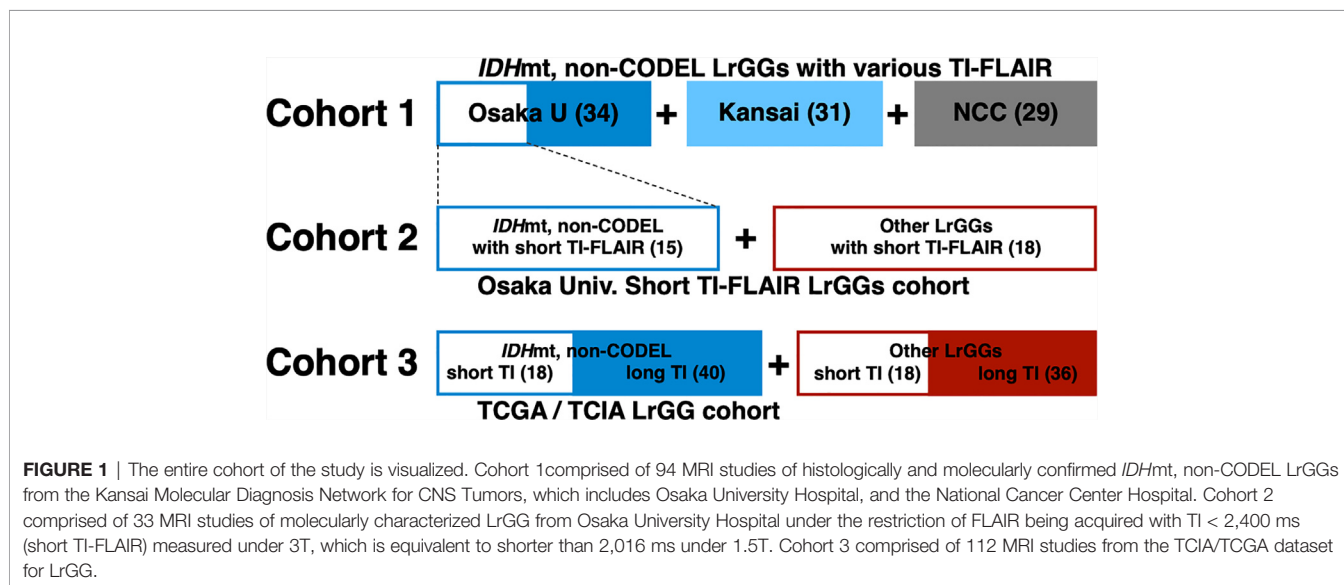 IDHmt, non-CODEL LrGGs with various TI-FLAIR
Cohort 1
Osaka U (34) + Kansai (31) + NCC (29)
Cohort 2
IDHmt, non-CODEL
with short TI-FLAIR (15)
+
Other LrGGs
with short TI-FLAIR (18)
Osaka Univ. Short TI-FLAIR LrGGs cohort
Cohort 3
IDHmt, non-CODEL
short TI (18) long TI (40)
+
Other LrGGs
short TI (18) long TI (36)
TCGA / TCIA LrGG cohort
FIGURE 1 | The entire cohort of the study is visualized. Cohort 1comprised of 94 MRI studies of histologically and molecularly confirmed IDHmt, non-CODEL LrGGs
from the Kansai Molecular Diagnosis Network for CNS Tumors, which includes Osaka University Hospital, and the National Cancer Center Hospital. Cohort 2
comprised of 33 MRI studies of molecularly characterized LrGG from Osaka University Hospital under the restriction of FLAIR being acquired with TI < 2,400 ms
(short TI-FLAIR) measured under 3T, which is equivalent to shorter than 2,016 ms under 1.5T. Cohort 3 comprised of 112 MRI studies from the TCIA/TCGA dataset
for LrGG.